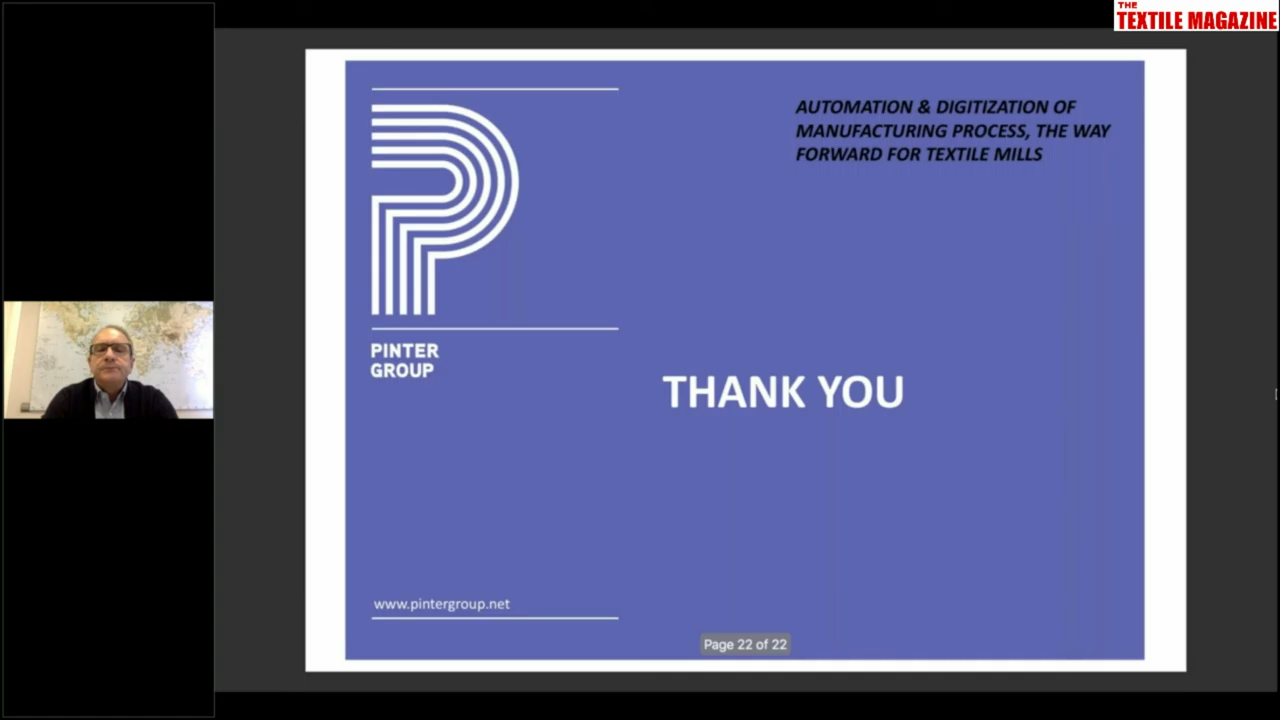 THE
TEXTILE MAGAZINE
AUTOMATION & DIGITIZATION OF
MANUFACTURING PROCESS, THE WAY
FORWARD FOR TEXTILE MILLS
PINTER
GROUP
THANK YOU
www.pintergroup.net
Page 22 of 22